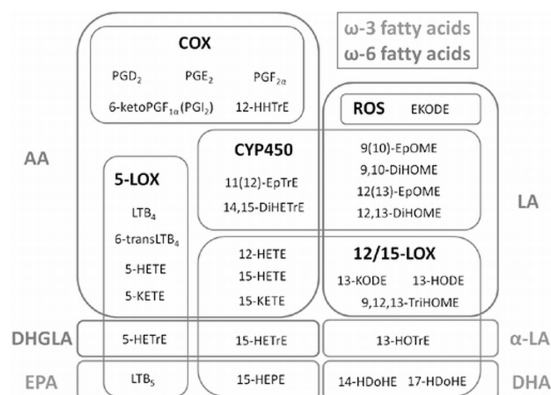 ω-3 fatty acids
ω-6 fatty acids
COX
PGD₂ PGE₂ PGF₂α
6-ketoPGF₁α(PGI₂) 12-HHTrE
ROS EKODE
AA
CYP450
11(12)-EpTrE
14,15-DiHETrE
9(10)-EpOME
9,10-DiHOME
12(13)-EpOME
12,13-DiHOME
LA
5-LOX
LTB₄
6-transLTB₄
5-HETE
5-KETE
12-HETE
15-HETE
15-KETE
12/15-LOX
13-KODE 13-HODE
9,12,13-TriHOME
DHGLA 5-HETrE 15-HETrE 13-HOTrE α-LA
EPA LTB₅ 15-HEPE 14-HDoHE 17-HDoHE DHA